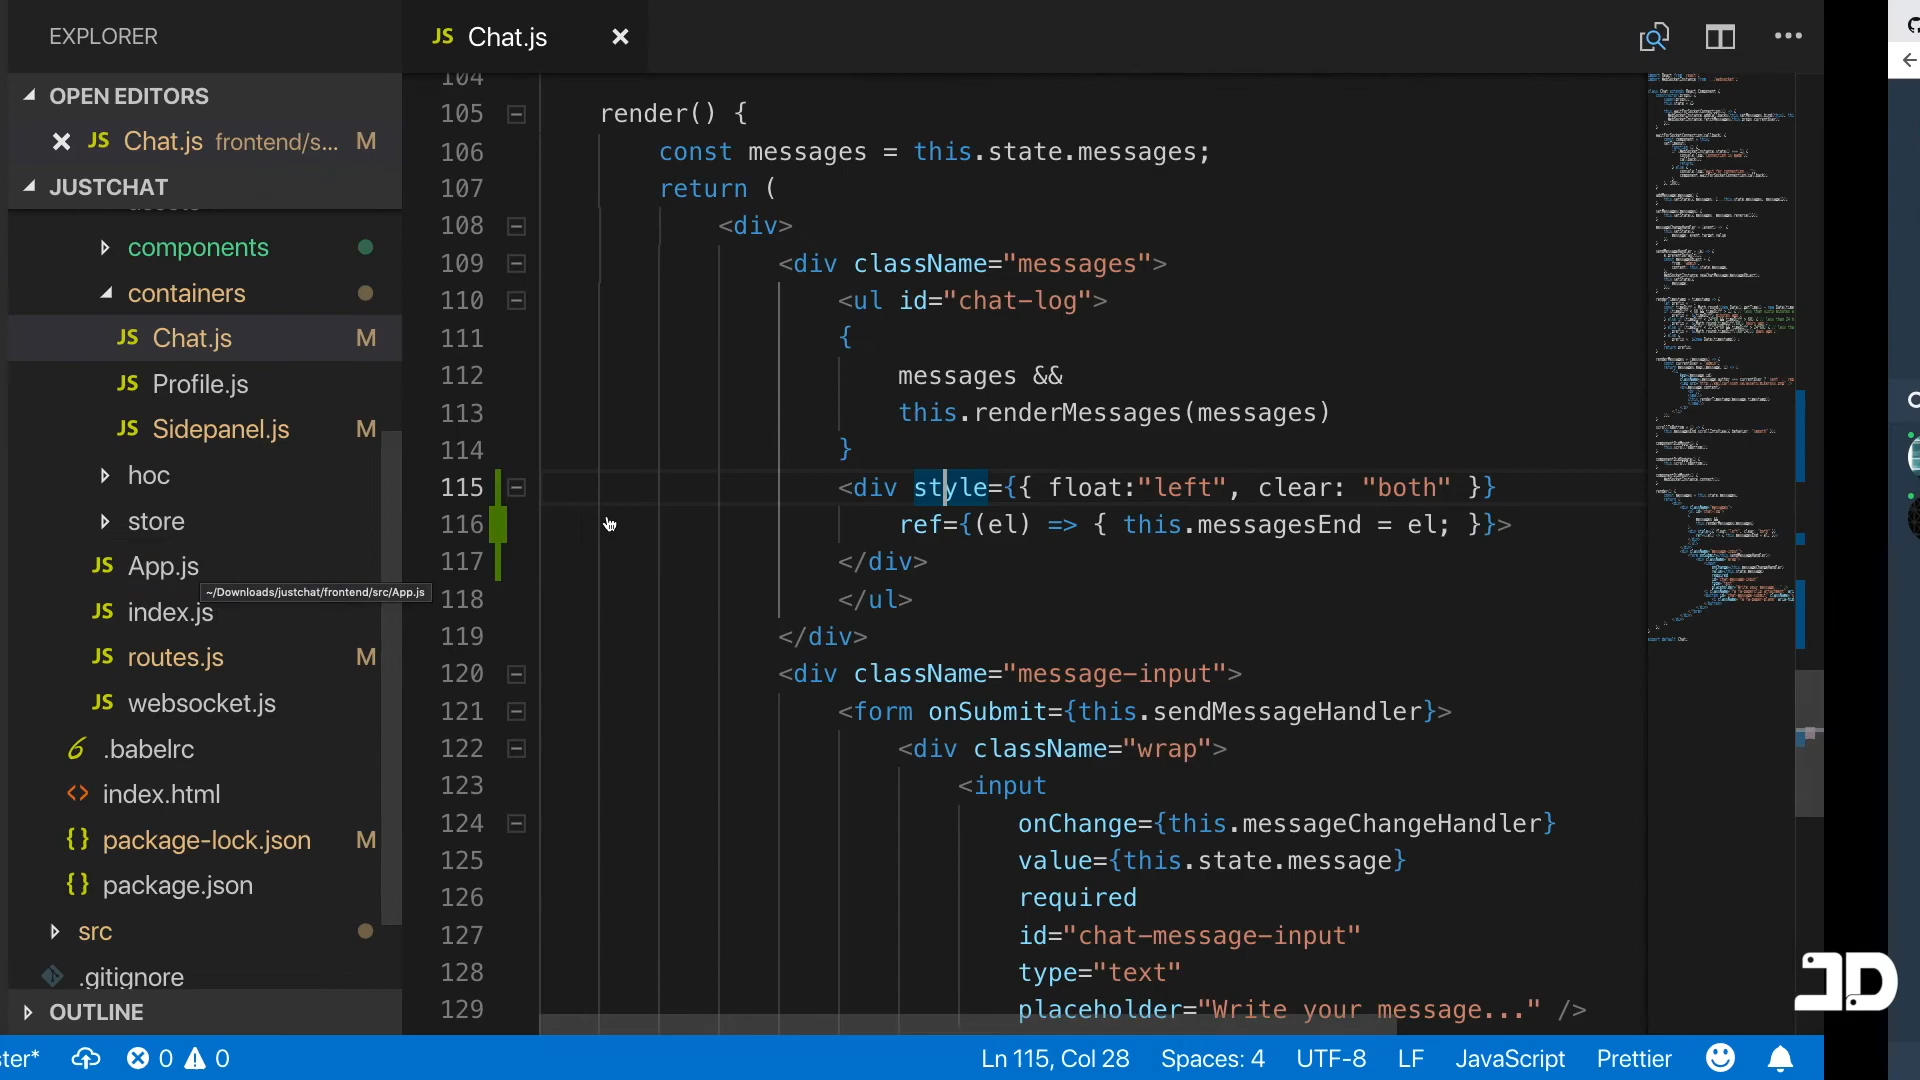 EXPLORER
OPEN EDITORS
JS Chat.js frontend/s... M
JUSTCHAT
components
containers
JS Chat.js M
JS Profile.js
JS Sidepanel.js M
hoc
store
JS App.js
~/Downloads/justchat/frontend/src/App.js
JS index.js
JS routes.js M
JS websocket.js
.babelrc
<> index.html
{} package-lock.json M
{} package.json
src
.gitignore
OUTLINE
JS Chat.js
104
105 render() {
106 const messages = this.state.messages;
107 return (
108 <div>
109 <div className="messages">
110 <ul id="chat-log">
111 {
112 messages &&
113 this.renderMessages(messages)
114 }
115 <div style={{ float:"left", clear: "both" }}
116 ref={(el) => { this.messagesEnd = el; }}>
117 </div>
118 </ul>
119 </div>
120 <div className="message-input">
121 <form onSubmit={this.sendMessageHandler}>
122 <div className="wrap">
123 <input
124 onChange={this.messageChangeHandler}
125 value={this.state.message}
126 required
127 id="chat-message-input"
128 type="text"
129 placeholder="Write your message..." />
ter* 0 0 Ln 115, Col 28 Spaces: 4 UTF-8 LF JavaScript Prettier
JD